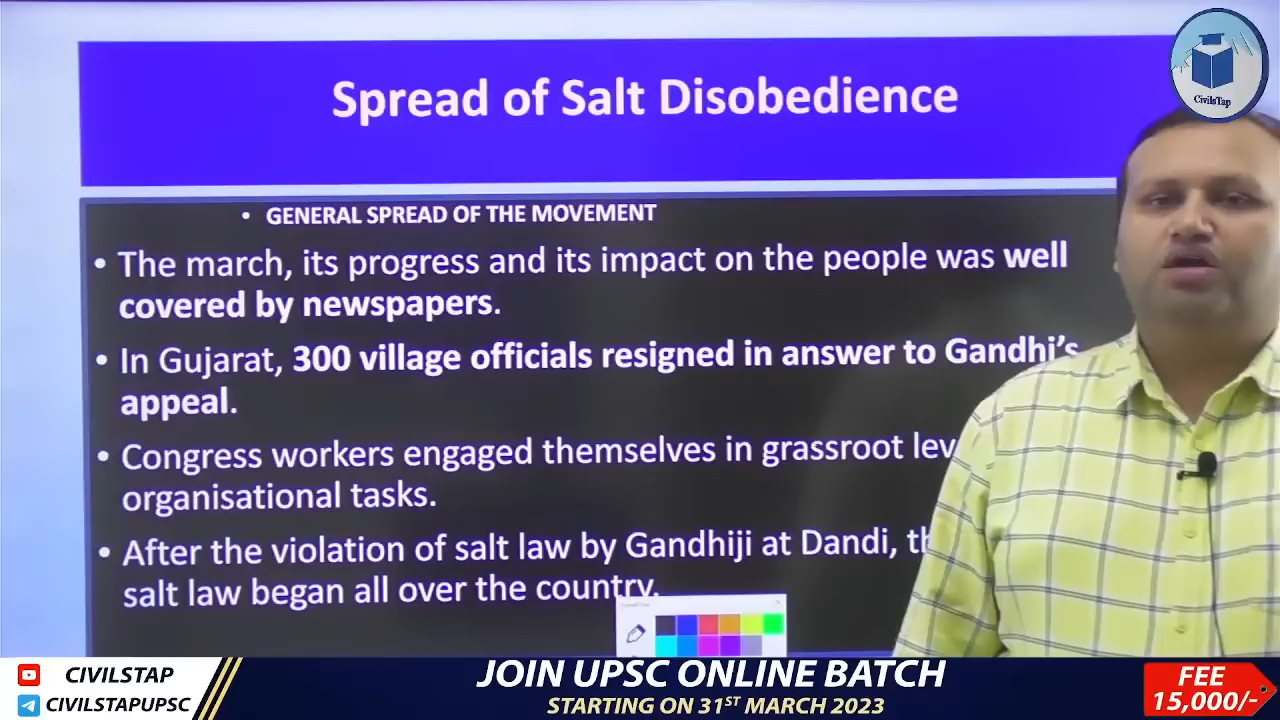 CivilsTap
Spread of Salt Disobedience
• GENERAL SPREAD OF THE MOVEMENT
• The march, its progress and its impact on the people was well
covered by newspapers.
• In Gujarat, 300 village officials resigned in answer to Gandhi's
appeal.
• Congress workers engaged themselves in grassroot lev
organisational tasks.
• After the violation of salt law by Gandhiji at Dandi, th
salt law began all over the country.
CIVILSTAP
CIVILSTAPUPSC
JOIN UPSC ONLINE BATCH
STARTING ON 31ST MARCH 2023
FEE
15,000/-